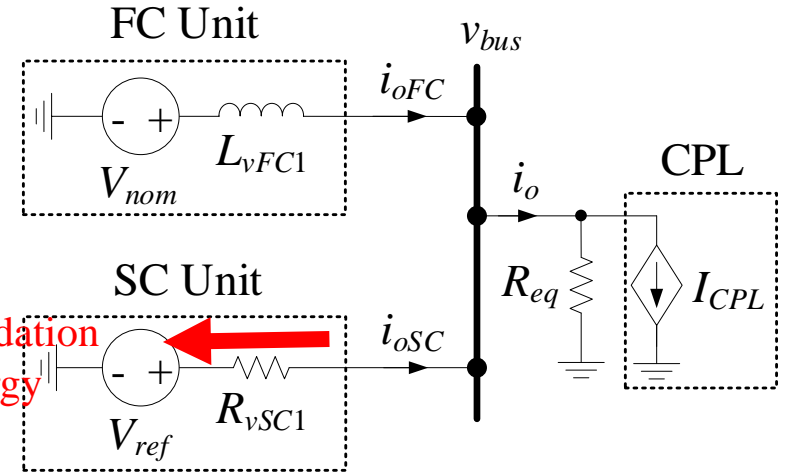 FC Unit
v_bus
i_oFC
- +
V_nom
L_vFC1
CPL
i_o
R_eq
I_CPL
SC Unit
dation
gy
i_oSC
- +
V_ref
R_vSC1